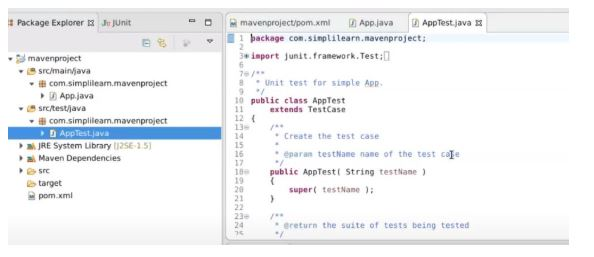 Package Explorer JUnit
mavenproject
src/main/java
com.simplilearn.mavenproject
App.java
src/test/java
com.simplilearn.mavenproject
AppTest.java
JRE System Library [J2SE-1.5]
Maven Dependencies
src
target
pom.xml
mavenproject/pom.xml App.java AppTest.java
1 package com.simplilearn.mavenproject;
2
3 import junit.framework.Test;
6
7 /**
8 * Unit test for simple App.
9 */
10 public class AppTest
11 extends TestCase
12 {
13 /**
14 * Create the test case
15 *
16 * @param testName name of the test case
17 */
18 public AppTest( String testName )
19 {
20 super( testName );
21 }
22
23 /**
24 * @return the suite of tests being tested
25 */